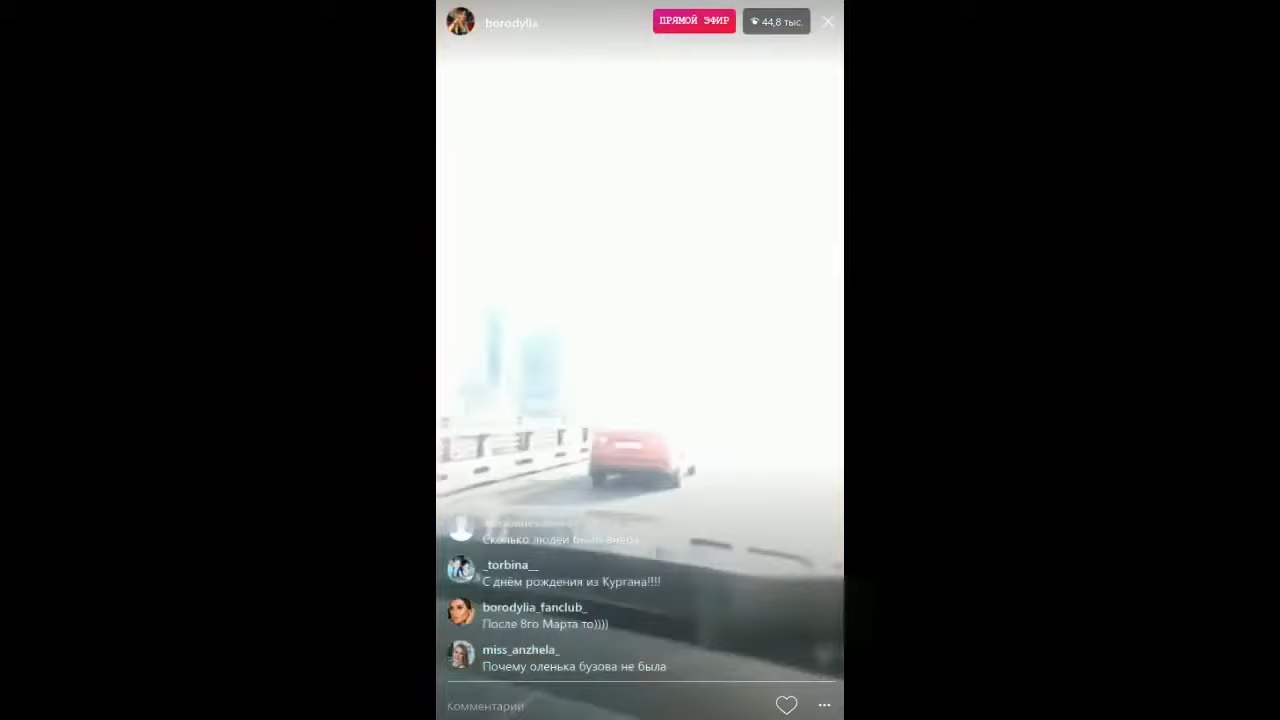 borodylia
ПРЯМОЙ ЭФИР
44,8 тыс.
Сколько людей было вчера
_torbina__
С днём рождения из Кургана!!!!
borodylia_fanclub_
После 8го Марта то))))
miss_anzhela_
Почему оленька бузова не была
Комментарии